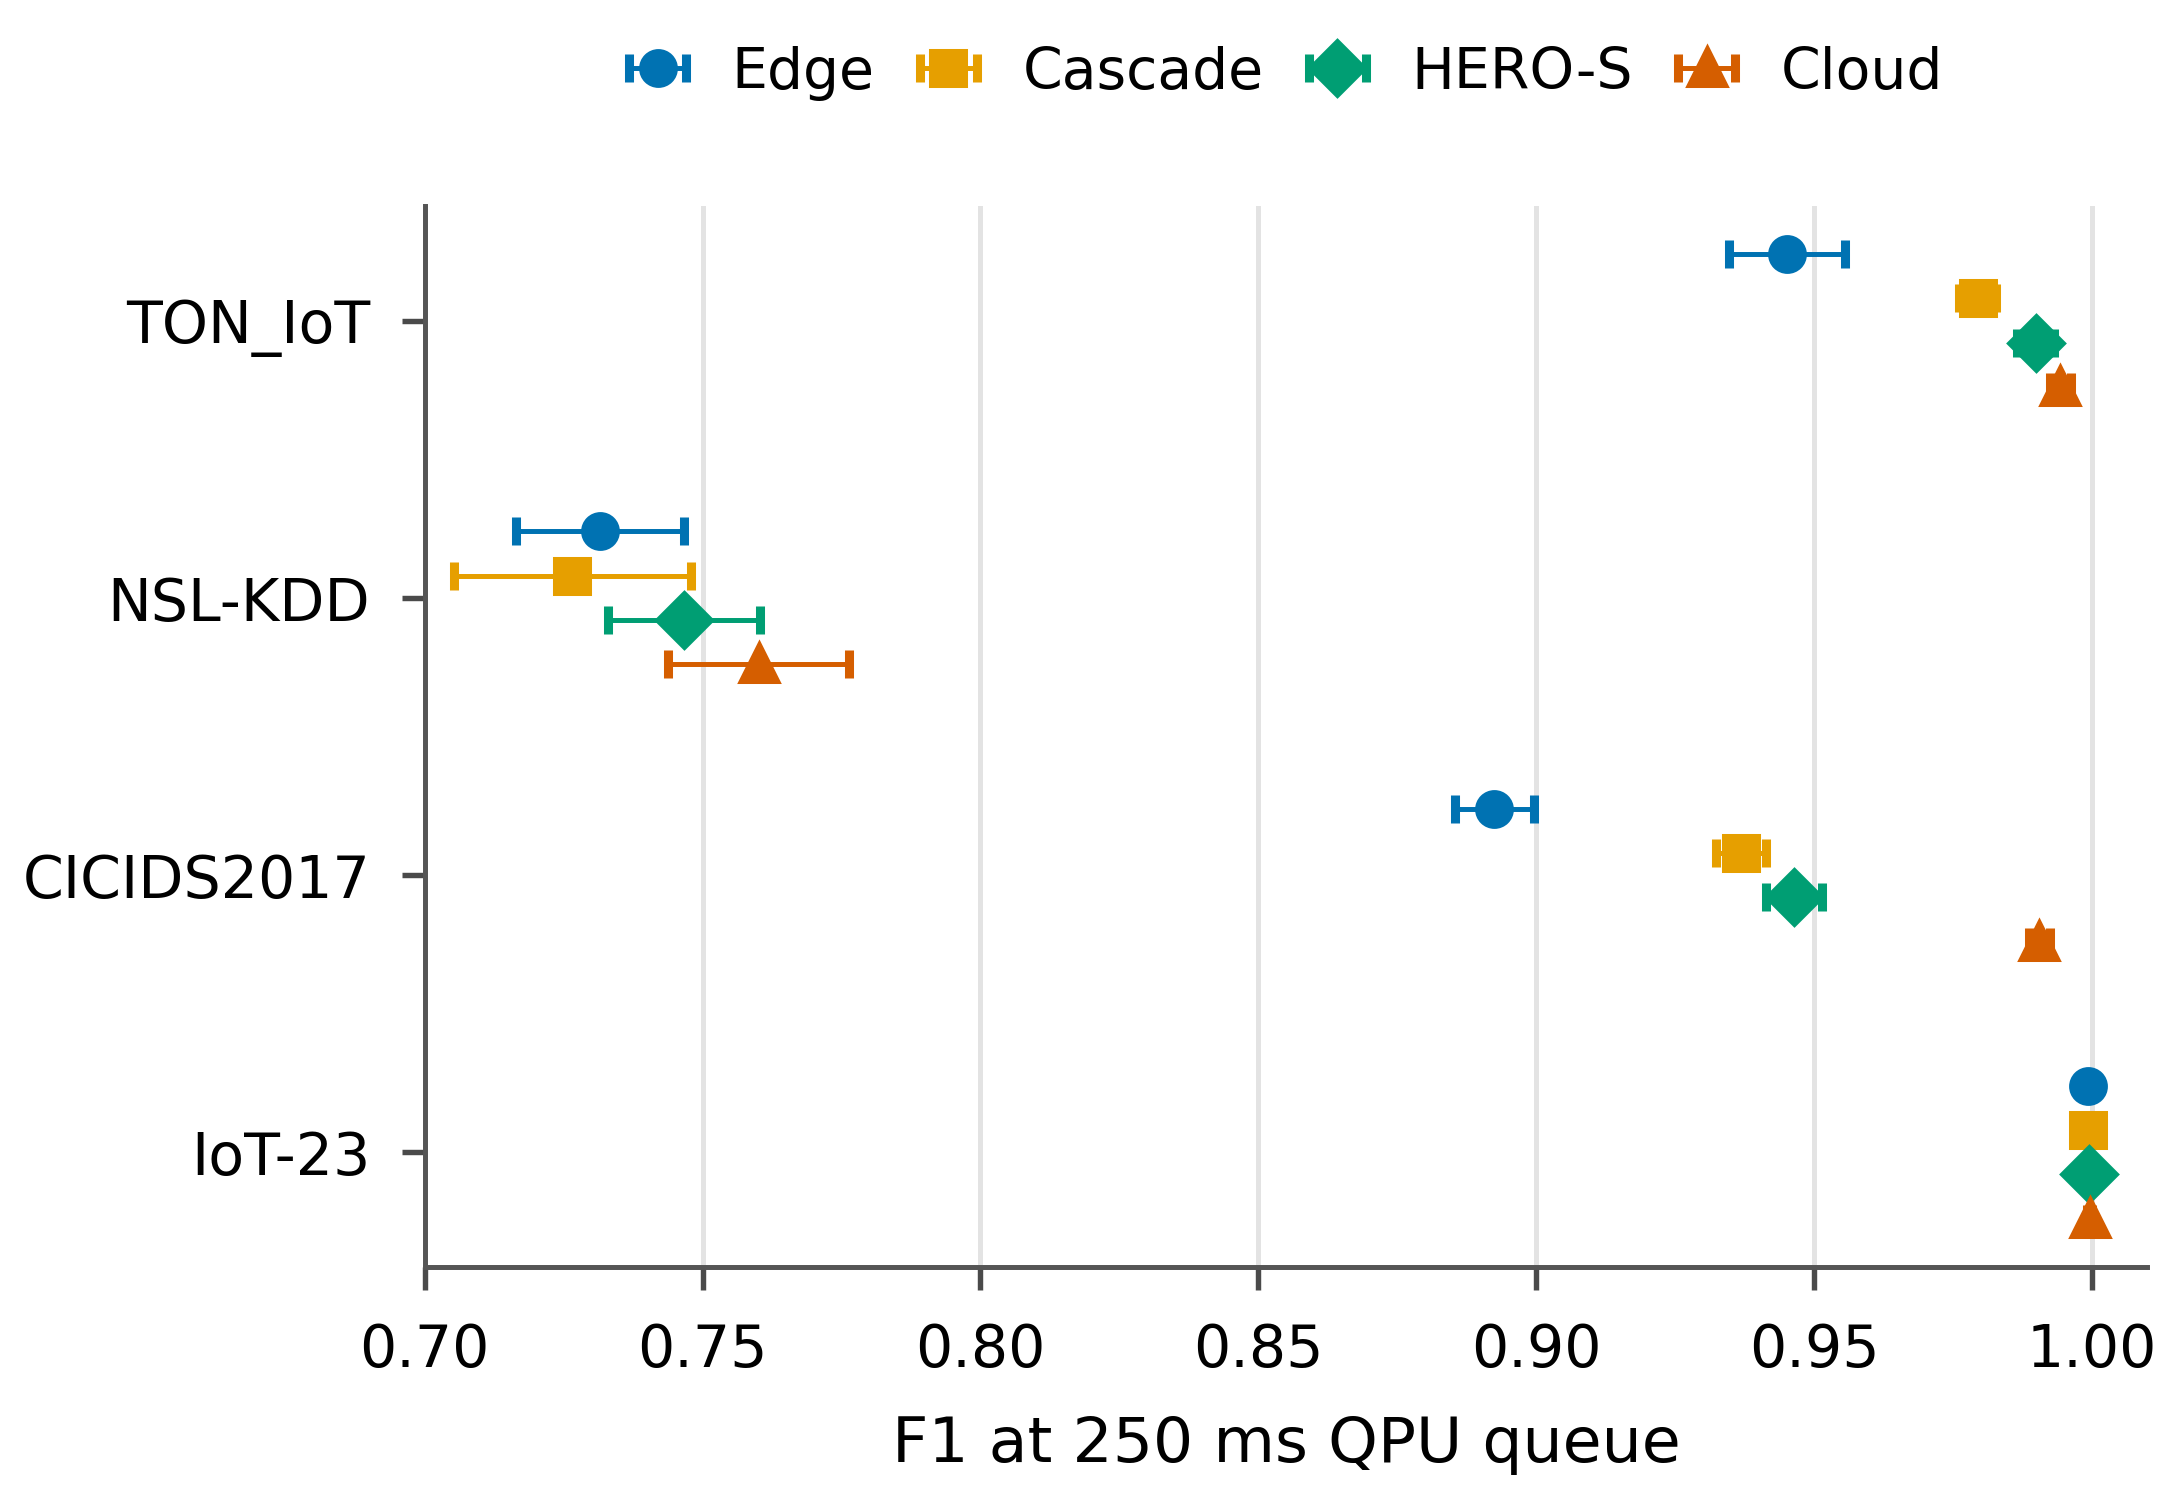 Edge Cascade HERO-S Cloud
TON_IoT
NSL-KDD
CICIDS2017
IoT-23
0.70 0.75 0.80 0.85 0.90 0.95 1.00
F1 at 250 ms QPU queue